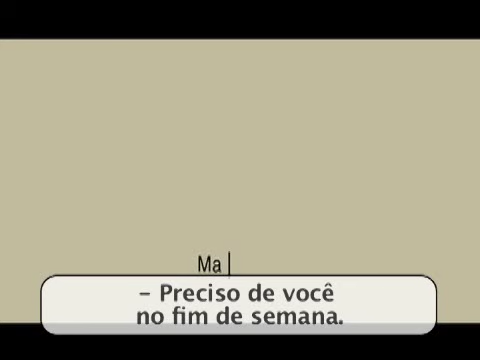 Ma
– Preciso de você
no fim de semana.